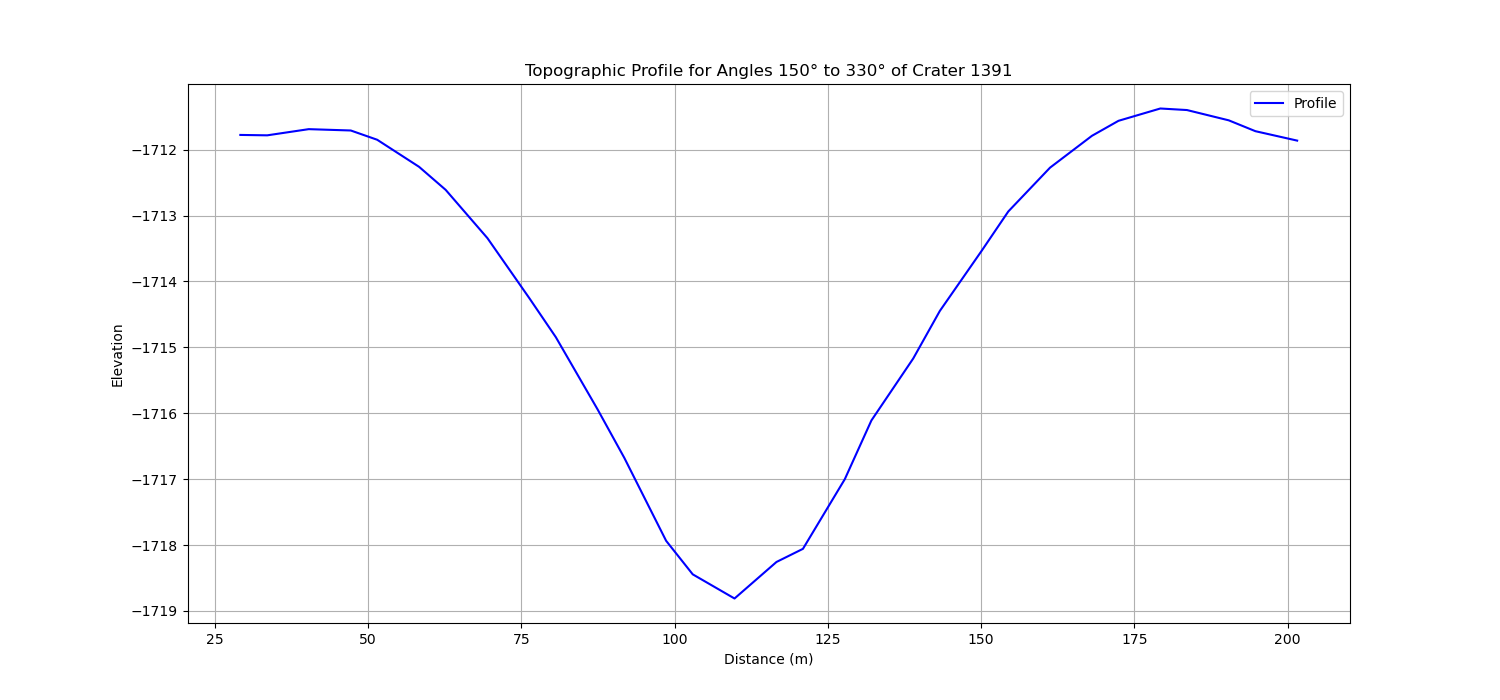 Topographic Profile for Angles 150° to 330° of Crater 1391
Profile
−1712
−1713
−1714
−1715
−1716
−1717
−1718
−1719
Elevation
25 50 75 100 125 150 175 200
Distance (m)